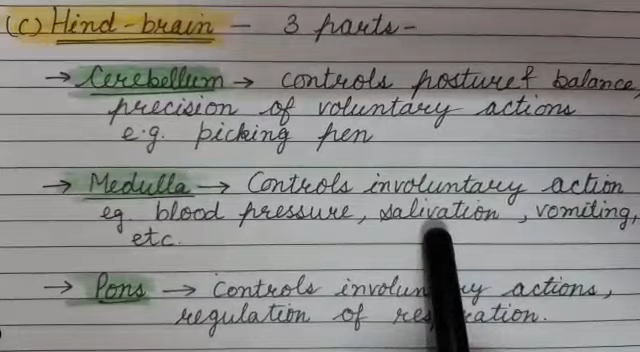 (C) Hind-brain - 3 parts -
→ Cerebellum → controls posture & balance,
precision of voluntary actions
e.g. picking pen
→ Medulla → Controls involuntary action
eg. blood pressure, salivation, vomiting,
etc.
→ Pons → controls actions,
regulation of